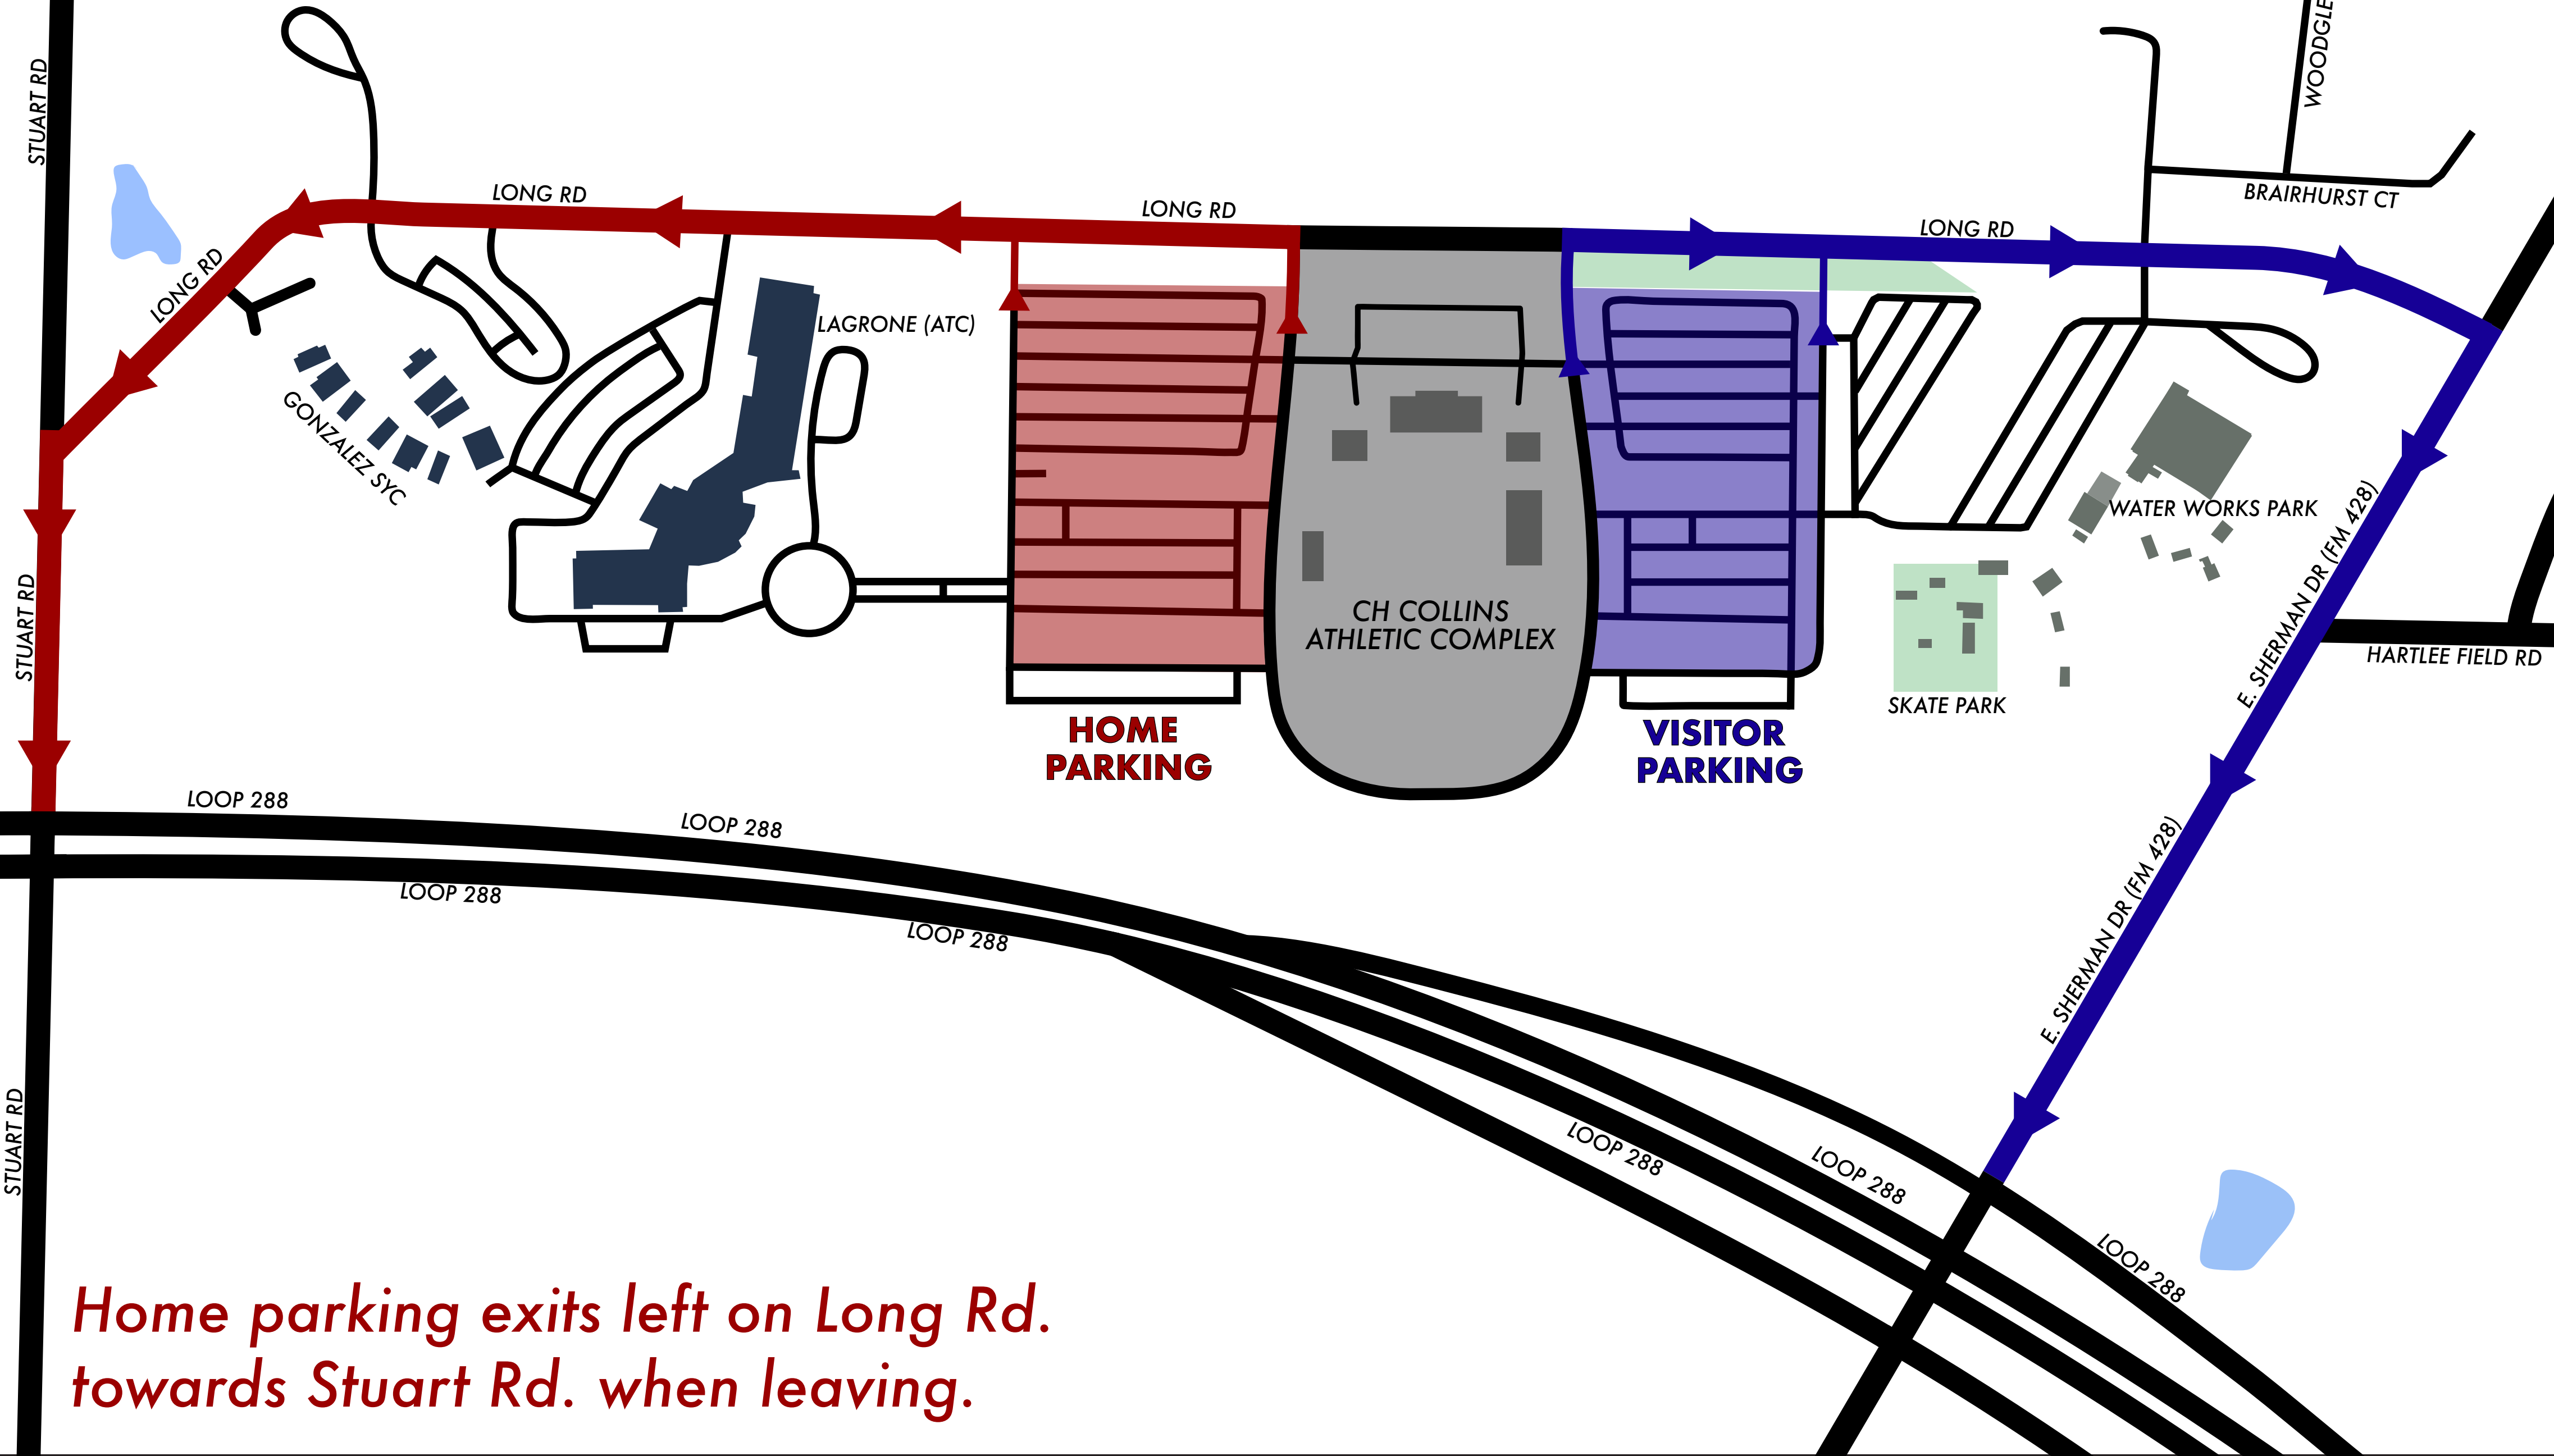 STUART RD
WOODGLE
BRAIRHURST CT
LONG RD
LONG RD
LONG RD
LONG RD
LAGRONE (ATC)
GONZALEZ SYC
WATER WORKS PARK
E. SHERMAN DR (FM 428)
HARTLEE FIELD RD
STUART RD
CH COLLINS
ATHLETIC COMPLEX
SKATE PARK
HOME
PARKING
VISITOR
PARKING
LOOP 288
LOOP 288
LOOP 288
LOOP 288
E. SHERMAN DR (FM 428)
STUART RD
LOOP 288
LOOP 288
LOOP 288
Home parking exits left on Long Rd.
towards Stuart Rd. when leaving.